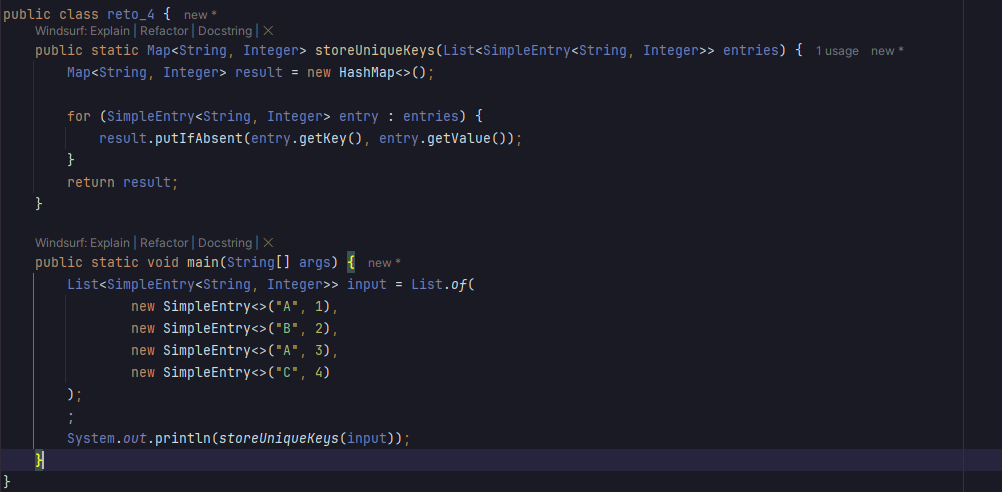 public class reto_4 {  new *
Windsurf: Explain | Refactor | Docstring | ×
public static Map<String, Integer> storeUniqueKeys(List<SimpleEntry<String, Integer>> entries) {  1 usage  new *
Map<String, Integer> result = new HashMap<>();
for (SimpleEntry<String, Integer> entry : entries) {
result.putIfAbsent(entry.getKey(), entry.getValue());
}
return result;
}
Windsurf: Explain | Refactor | Docstring | ×
public static void main(String[] args) {  new *
List<SimpleEntry<String, Integer>> input = List.of(
new SimpleEntry<>("A", 1),
new SimpleEntry<>("B", 2),
new SimpleEntry<>("A", 3),
new SimpleEntry<>("C", 4)
);
;
System.out.println(storeUniqueKeys(input));
}
}